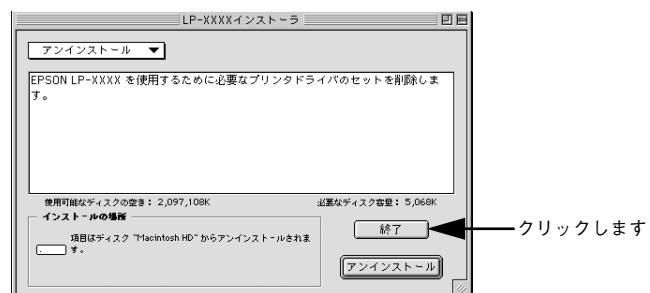 LP-XXXXインストーラ
アンインストール
EPSON LP-XXXX を使用するために必要なプリンタドライバのセットを削除しま
す。
使用可能なディスクの空き： 2,097,108K 必要なディスク容量： 5,068K
インストールの場所
項目はディスク "Macintosh HD" からアンインストールされま
す。
終了
クリックします
アンインストール